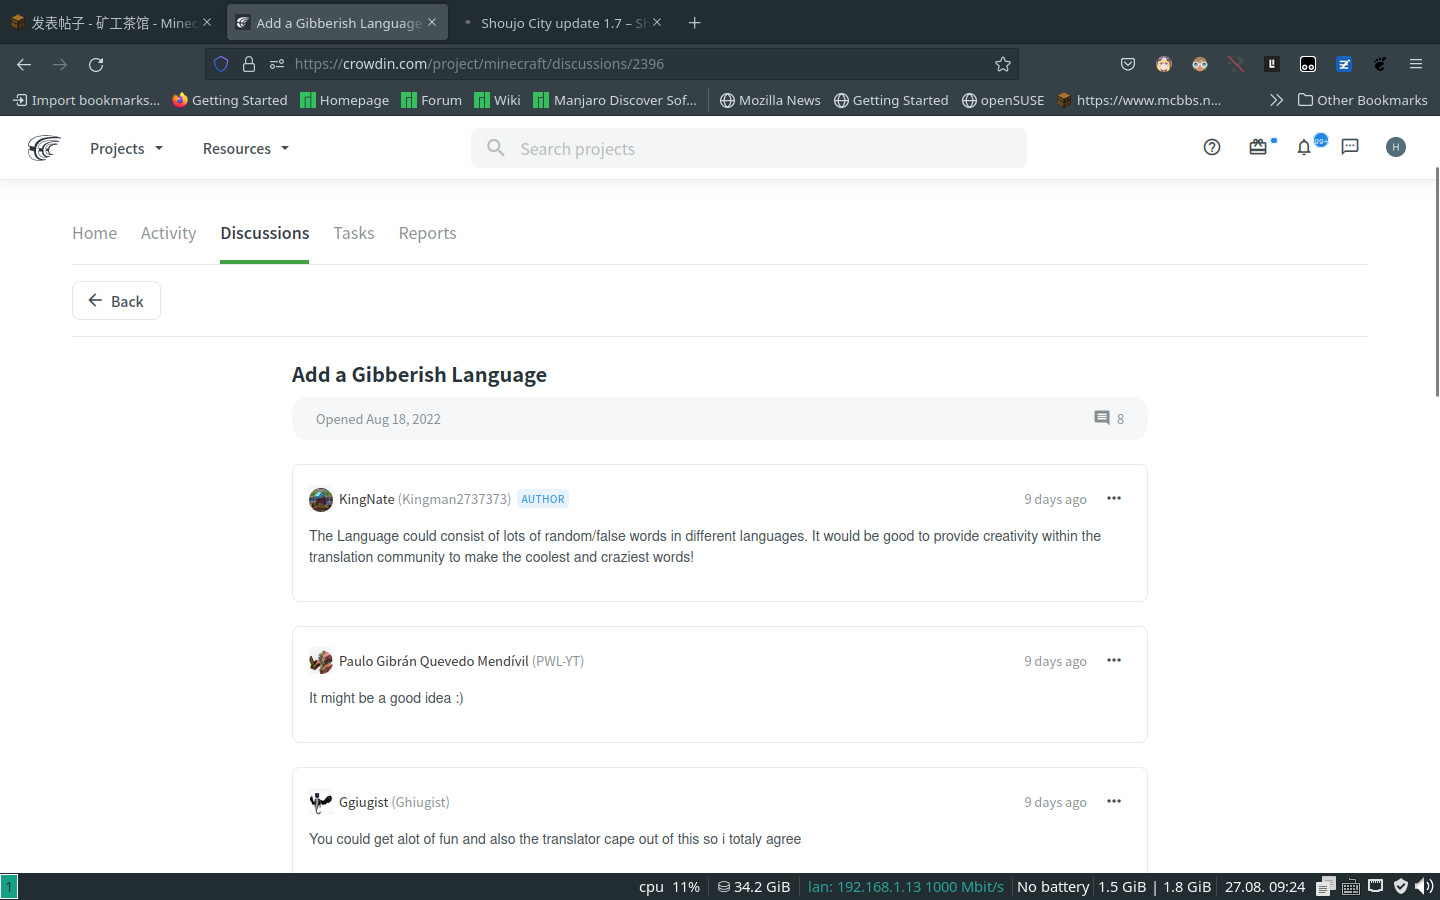 发表帖子 - 矿工茶馆 - Minec
Add a Gibberish Language
Shoujo City update 1.7 – Sh
https://crowdin.com/project/minecraft/discussions/2396
Import bookmarks...
Getting Started
Homepage
Forum
Wiki
Manjaro Discover Sof...
Mozilla News
Getting Started
openSUSE
https://www.mcbbs.n...
Other Bookmarks
Projects
Resources
Search projects
99+
H
Home
Activity
Discussions
Tasks
Reports
Back
Add a Gibberish Language
Opened Aug 18, 2022
8
KingNate (Kingman2737373) AUTHOR
9 days ago
The Language could consist of lots of random/false words in different languages. It would be good to provide creativity within the
translation community to make the coolest and craziest words!
Paulo Gibrán Quevedo Mendívil (PWL-YT)
9 days ago
It might be a good idea :)
Ggiugist (Ghiugist)
9 days ago
You could get alot of fun and also the translator cape out of this so i totaly agree
1
cpu 11%
34.2 GiB
lan: 192.168.1.13 1000 Mbit/s
No battery
1.5 GiB | 1.8 GiB
27.08. 09:24